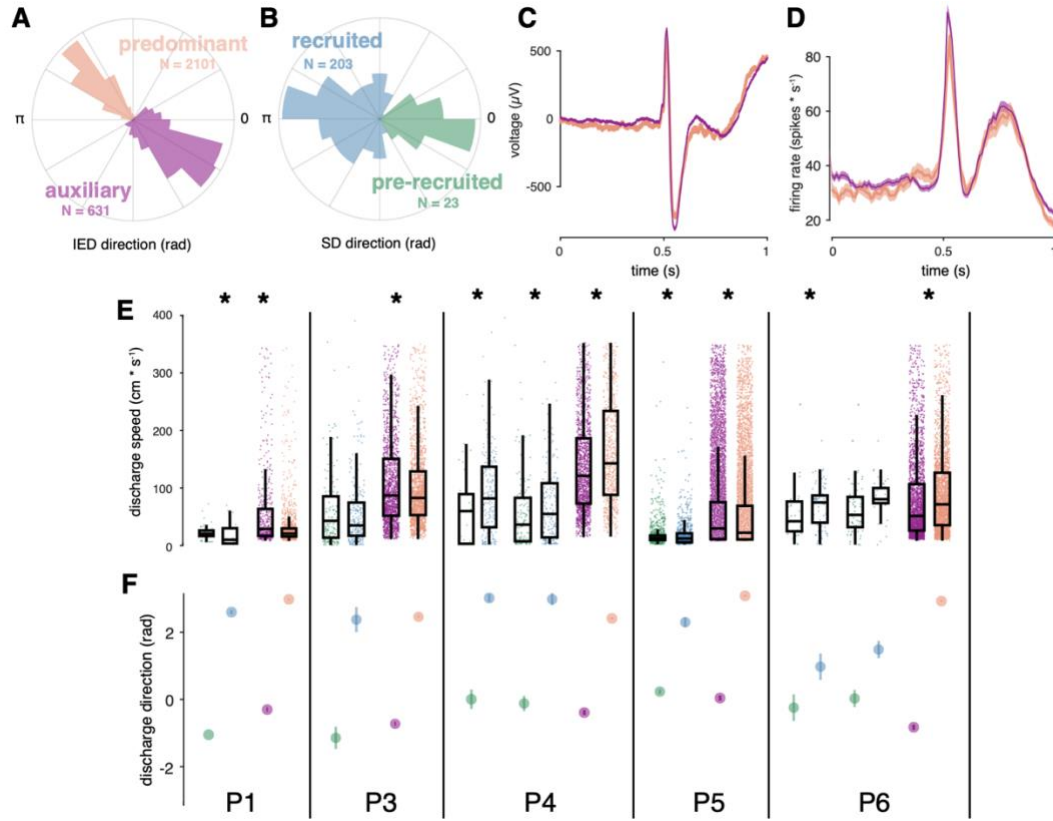 A
predominant
N = 2101
π
0
auxiliary
N = 631
IED direction (rad)
B
recruited
N = 203
π
0
pre-recruited
N = 23
SD direction (rad)
C
voltage (µV)
500
0
-500
0
0.5
1
time (s)
D
firing rate (spikes * s⁻¹)
80
60
40
20
0
0.5
1
time (s)
E
discharge speed (cm * s⁻¹)
400
300
200
100
0
* * * * * * * * * *
F
discharge direction (rad)
2
0
-2
P1
P3
P4
P5
P6